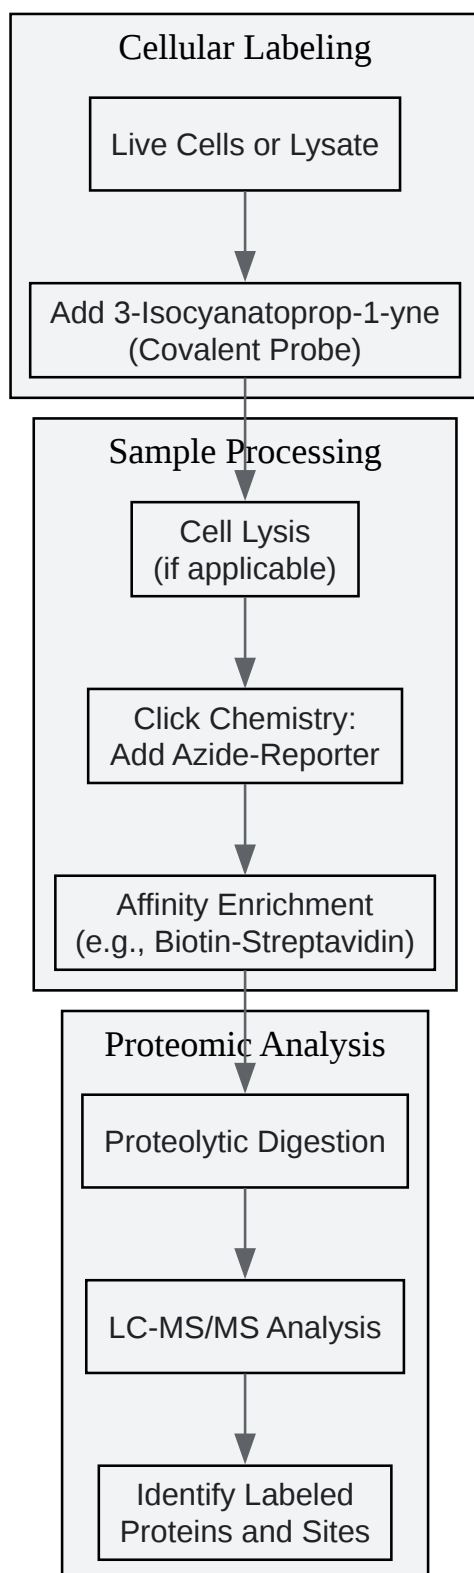 Cellular Labeling
Live Cells or Lysate
Add 3-Isocyanatoprop-1-yne
(Covalent Probe)
Sample Processing
Cell Lysis
(if applicable)
Click Chemistry:
Add Azide-Reporter
Affinity Enrichment
(e.g., Biotin-Streptavidin)
Proteomic Analysis
Proteolytic Digestion
LC-MS/MS Analysis
Identify Labeled
Proteins and Sites